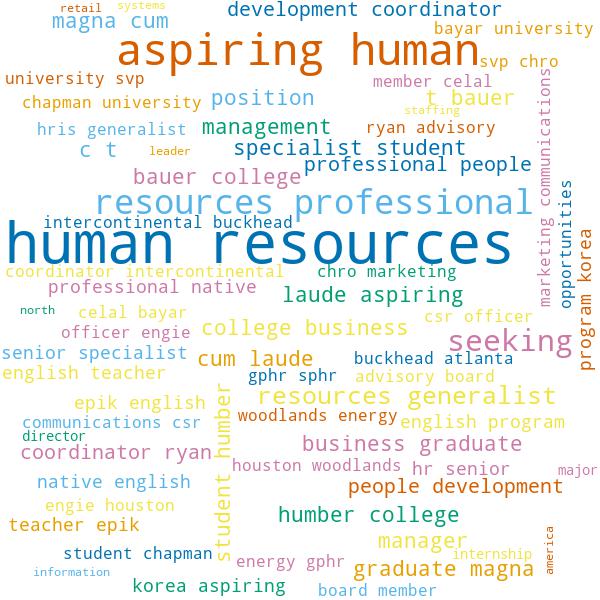 retail
systems
development coordinator
magna cum
bayar university
aspiring human
svp chro
university svp
member celal
chapman university
position
t bauer
staffing
hris generalist
management
ryan advisory
c t
leader
specialist student
professional people
bauer college
marketing communications
opportunities
resources professional
intercontinental buckhead
human resources
program korea
coordinator intercontinental
chro marketing
professional native
laude aspiring
north
celal bayar
csr officer
officer engie
college business
seeking
senior specialist
cum laude
buckhead atlanta
english teacher
gphr sphr
advisory board
student humber
resources generalist
epik english
woodlands energy
english program
communications csr
director
coordinator ryan
business graduate
houston woodlands
hr senior
major
native english
people development
engie houston
humber college
teacher epik
manager
america
student chapman
internship
energy gphr
graduate magna
information
korea aspiring
board member